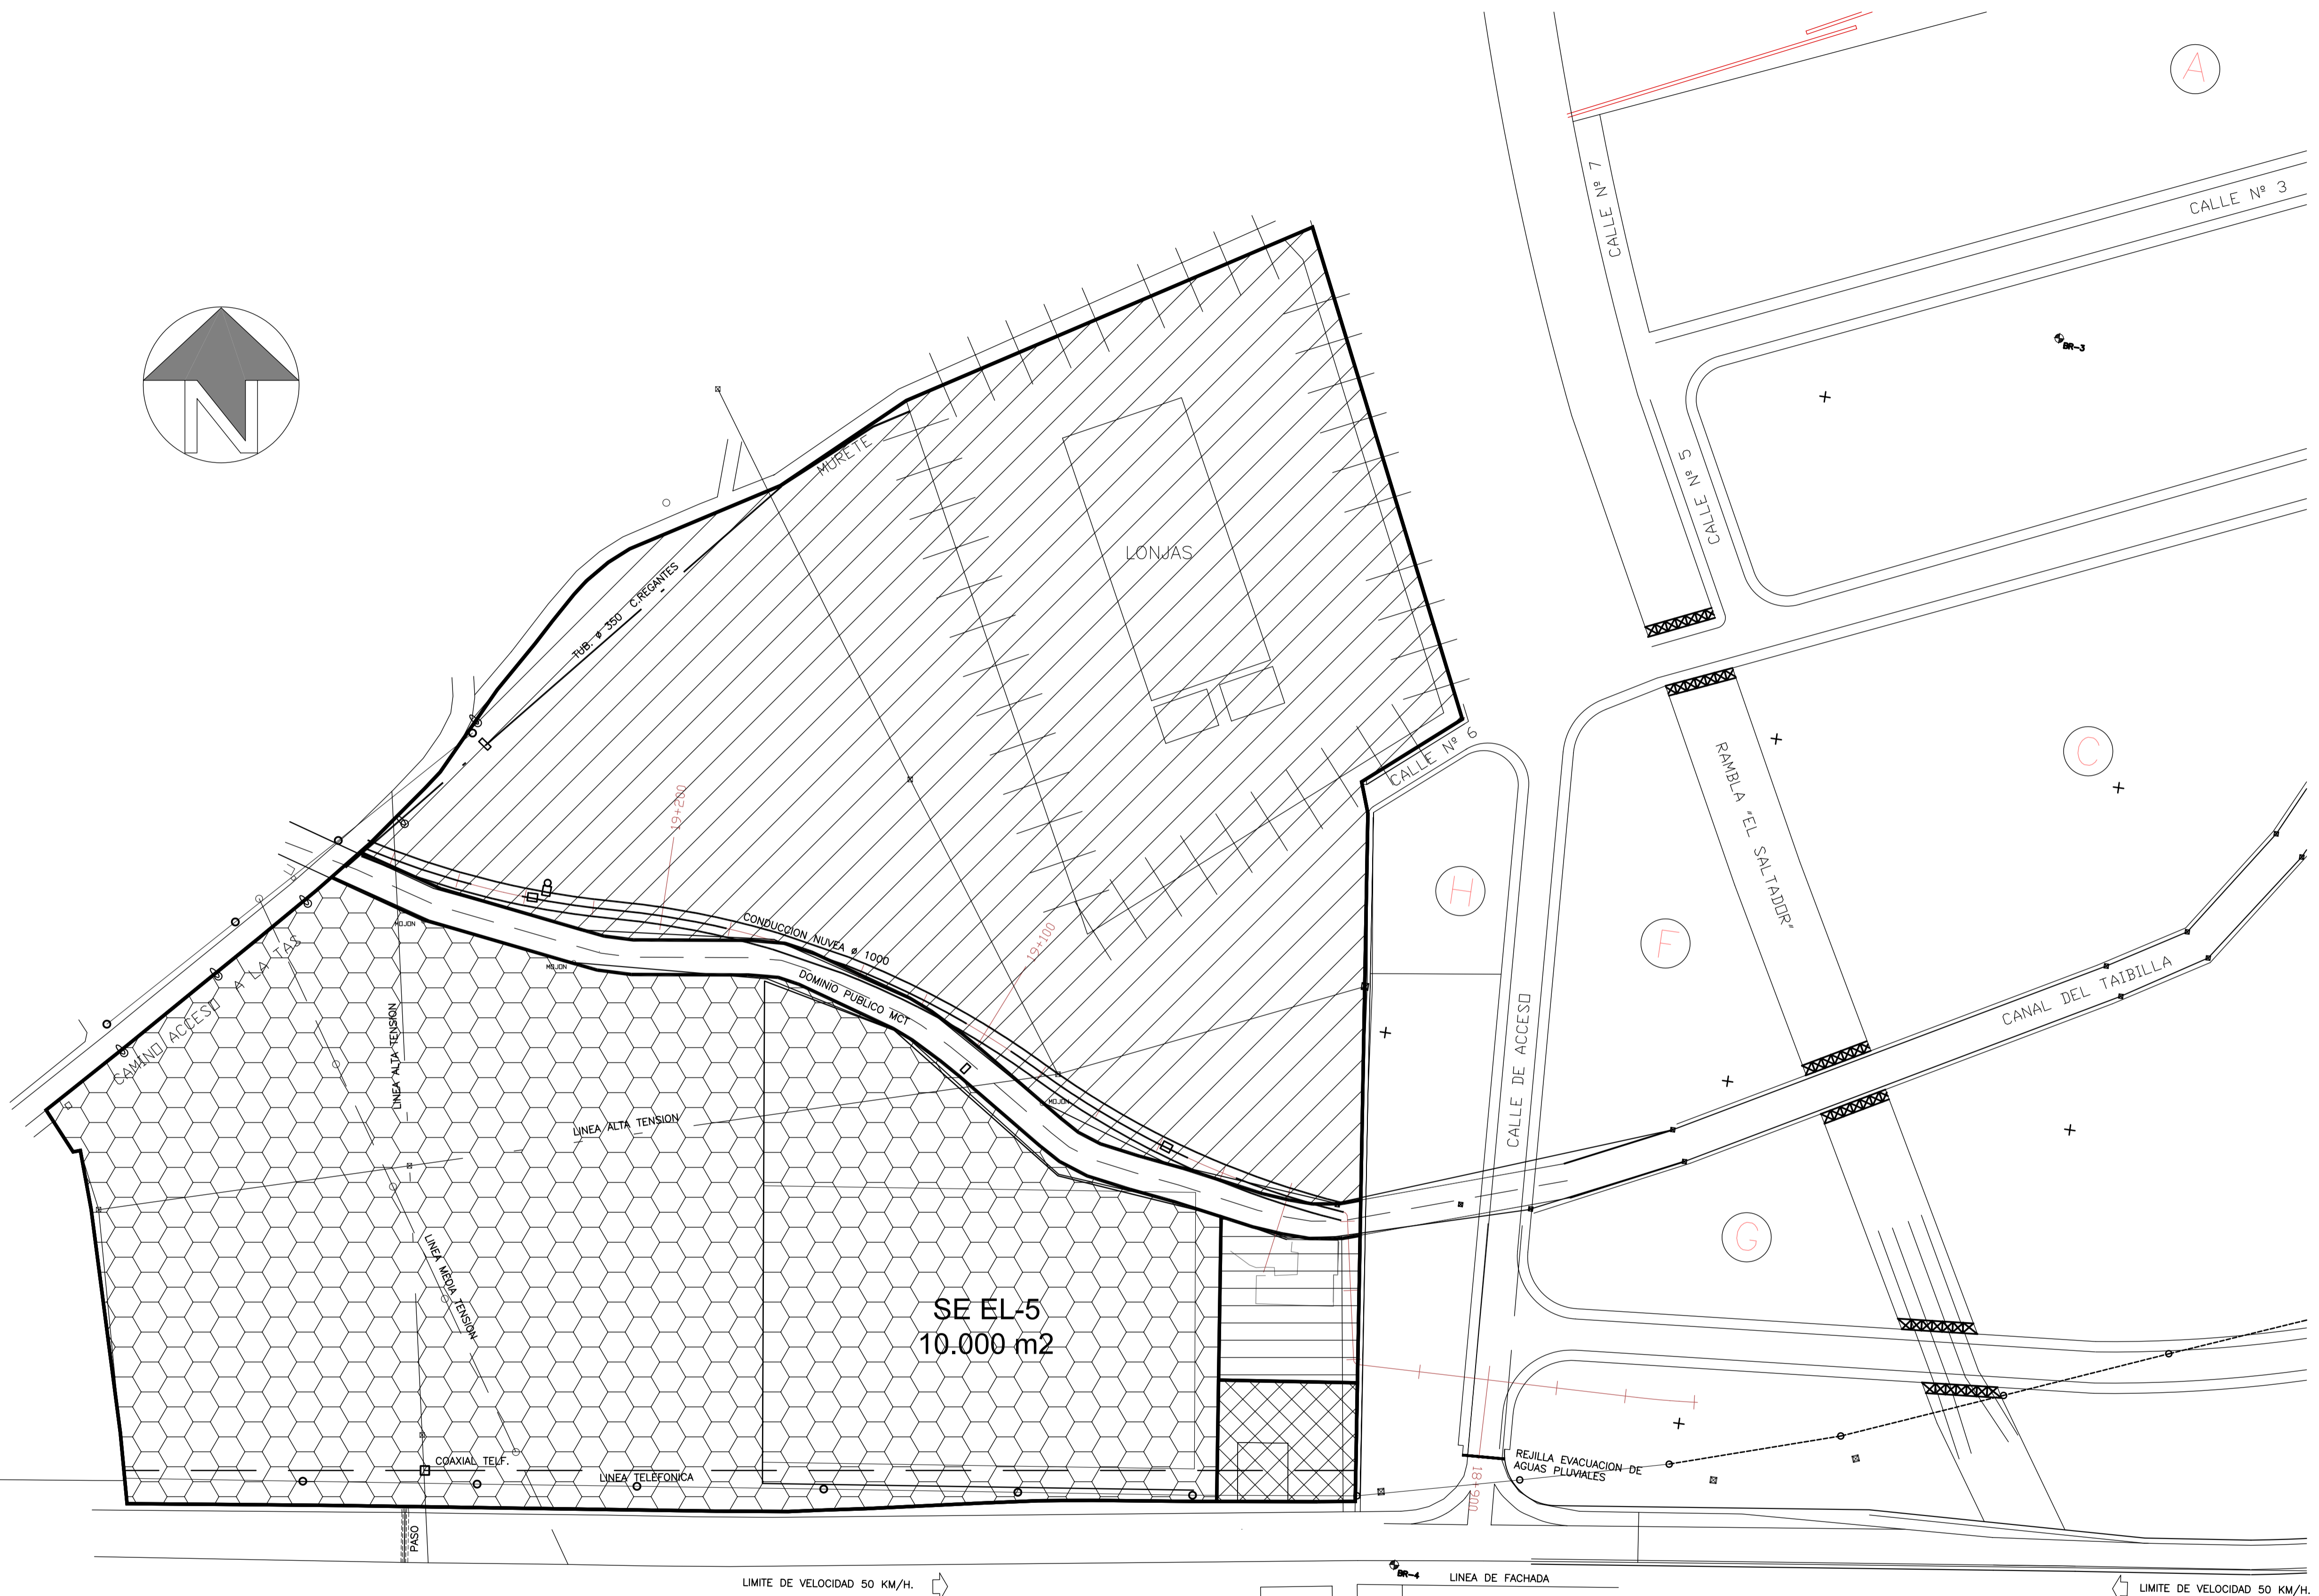 A
CALLE Nº 7
CALLE Nº 3
BR-3
N
MURETE
CALLE Nº 5
LONJAS
TUB. ø 350 C.REGANTES
CALLE Nº 6
RAMBLA "EL SALTADOR"
C
19+200
H
F
CONDUCCION NUVEA ø 1000
19+100
MOJON
MOJON
DOMINIO PUBLICO MCT
CAMINO ACCESO A LA TAS
LINEA ALTA TENSION
CANAL DEL TAIBILLA
CALLE DE ACCESO
MOJON
LINEA ALTA TENSION
G
LINEA MEDIA TENSION
SE EL-5
10.000 m2
COAXIAL TELF.
LINEA TELEFONICA
REJILLA EVACUACION DE
AGUAS PLUVIALES
18+900
PASO
BR-4
LIMITE DE VELOCIDAD 50 KM/H.
LINEA DE FACHADA
LIMITE DE VELOCIDAD 50 KM/H.